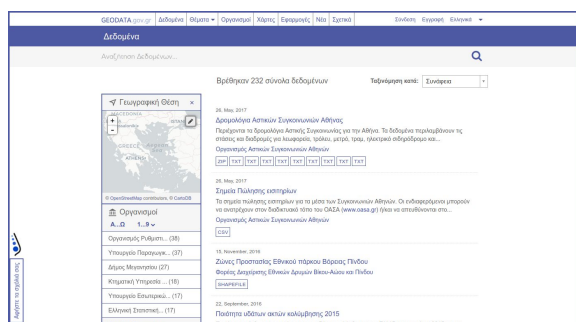 GEODATA.gov.gr Δεδομένα Θέματα Οργανισμοί Χάρτες Εφαρμογές Νέα Σχετικά Σύνδεση Εγγραφή Ελληνικά
Δεδομένα
Αναζήτηση Δεδομένων...
Βρέθηκαν 232 σύνολα δεδομένων Ταξινόμηση κατά: Συνάφεια
Γεωγραφική Θέση ×
MACEDONIA
+
-
GREECE
ATHENS
© OpenStreetMap contributors, © CartoDB
Οργανισμοί
Α...Ω 1...9
Οργανισμός Ρυθμιστι... (38)
Υπουργείο Παραγωγικ... (37)
Δήμος Μεγανησίου (27)
Κτηματική Υπηρεσία ... (18)
Υπουργείο Εσωτερικώ... (17)
Ελληνική Στατιστική... (17)
26, May, 2017
Δρομολόγια Αστικών Συγκοινωνιών Αθήνας
Περιέχονται τα δρομολόγια Αστικής Συγκοινωνίας για την Αθήνα. Τα δεδομένα περιλαμβάνουν τις
στάσεις και διαδρομές για λεωφορεία, τρόλευ, μετρό, τραμ, ηλεκτρικό σιδηρόδρομο και...
Οργανισμός Αστικών Συγκοινωνιών Αθηνών
ZIP TXT TXT TXT TXT TXT TXT TXT TXT
26, May, 2017
Σημεία Πώλησης εισιτηρίων
Τα σημεία πώλησης εισιτηρίων για τα μέσα των Συγκοινωνιών Αθηνών. Οι ενδιαφερόμενοι μπορούν
να ανατρέχουν στον διαδικτυακό τόπο του ΟΑΣΑ (www.oasa.gr) ή/και να απευθύνονται στο...
Οργανισμός Αστικών Συγκοινωνιών Αθηνών
CSV
18, November, 2016
Ζώνες Προστασίας Εθνικού πάρκου Βόρειας Πίνδου
Φορέας Διαχείρισης Εθνικών Δρυμών Βίκου-Αώου και Πίνδου
SHAPEFILE
22, September, 2016
Ποιότητα υδάτων ακτών κολύμβησης 2015
Αφήστε τα σχόλιά σας